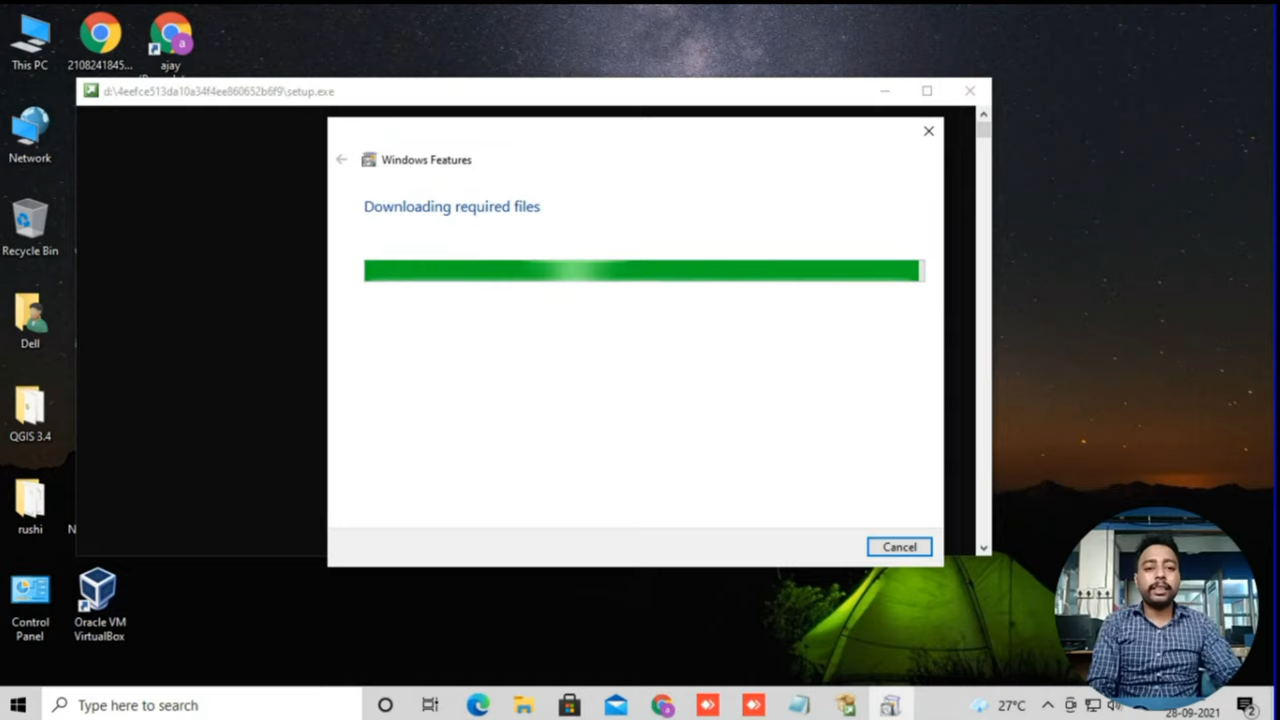 This PC
2108241845...
ajay
d:\4eefce513da10a34f4ee860652b6f9\setup.exe
Windows Features
Downloading required files
Cancel
Network
Recycle Bin
Dell
QGIS 3.4
rushi
N
Control
Panel
Oracle VM
VirtualBox
Type here to search
27°C
28-09-2021
2